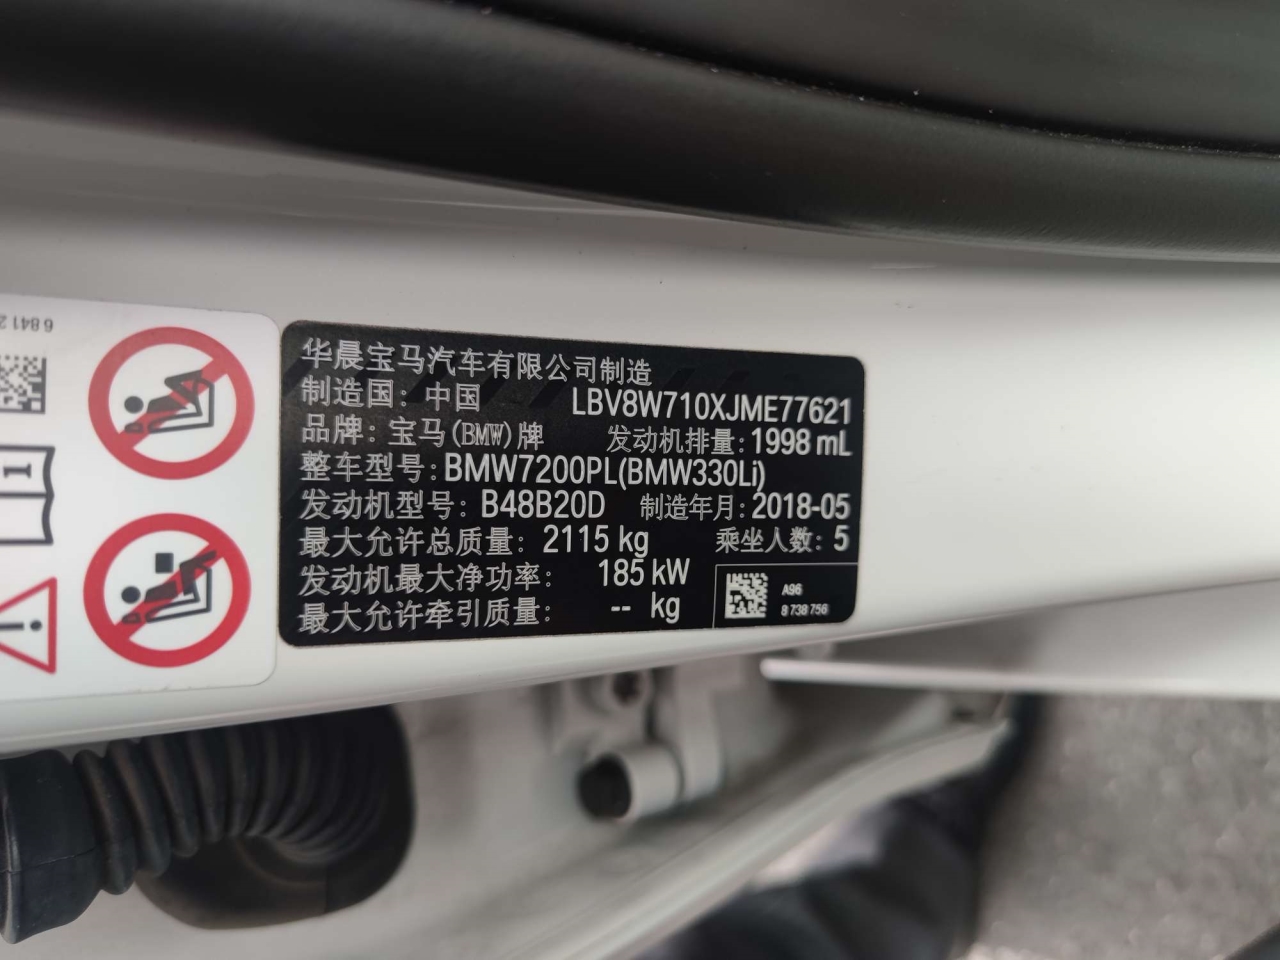 华晨宝马汽车有限公司制造
制造国：中国 LBV8W710XJME77621
品牌：宝马(BMW)牌 发动机排量：1998 mL
整车型号：BMW7200PL(BMW330Li)
发动机型号：B48B20D 制造年月：2018-05
最大允许总质量：2115 kg 乘坐人数：5
发动机最大净功率：185 kW
最大允许牵引质量：-- kg
A96
8 738 756
6 841 2